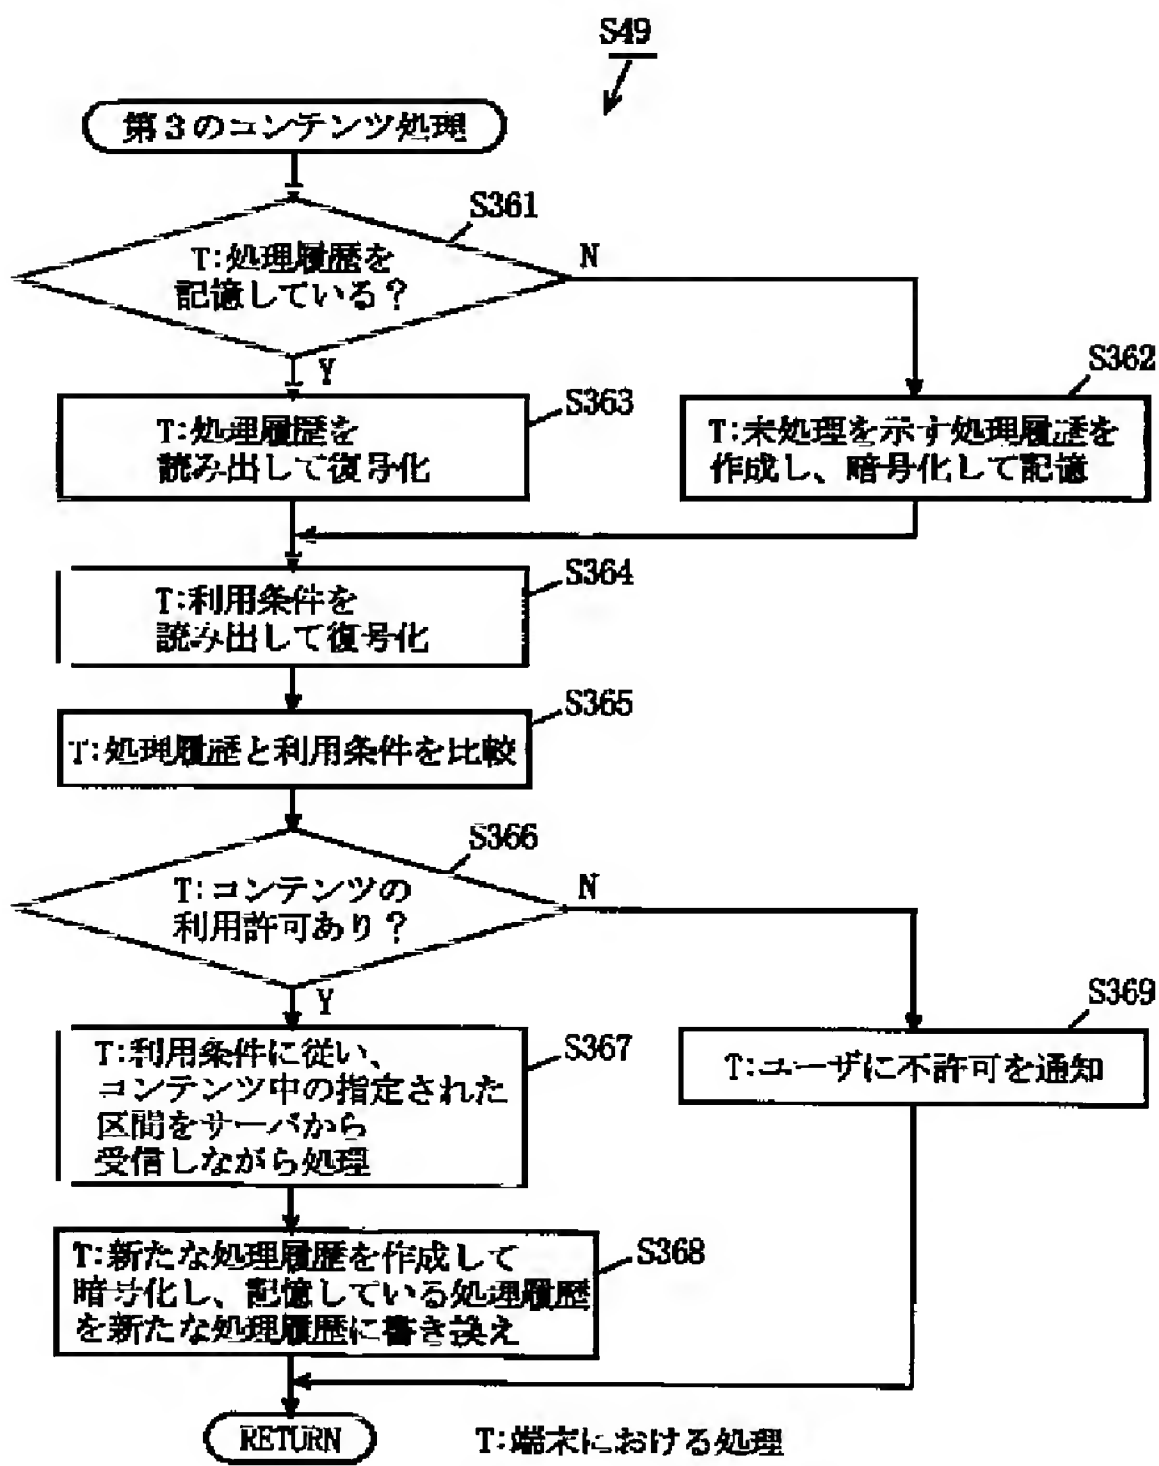 S49
第3のコンテンツ処理
S361
T:処理履歴を
記憶している?
N
Y
S362
T:未処理を示す処理履歴を
作成し、暗号化して記憶
S363
T:処理履歴を
読み出して復号化
S364
T:利用条件を
読み出して復号化
S365
T:処理履歴と利用条件を比較
S366
T:コンテンツの
利用許可あり?
N
Y
S369
T:ユーザに不許可を通知
S367
T:利用条件に従い、
コンテンツ中の指定された
区間をサーバから
受信しながら処理
S368
T:新たな処理履歴を作成して
暗号化し、記憶している処理履歴
を新たな処理履歴に書き換え
RETURN
T:端末における処理